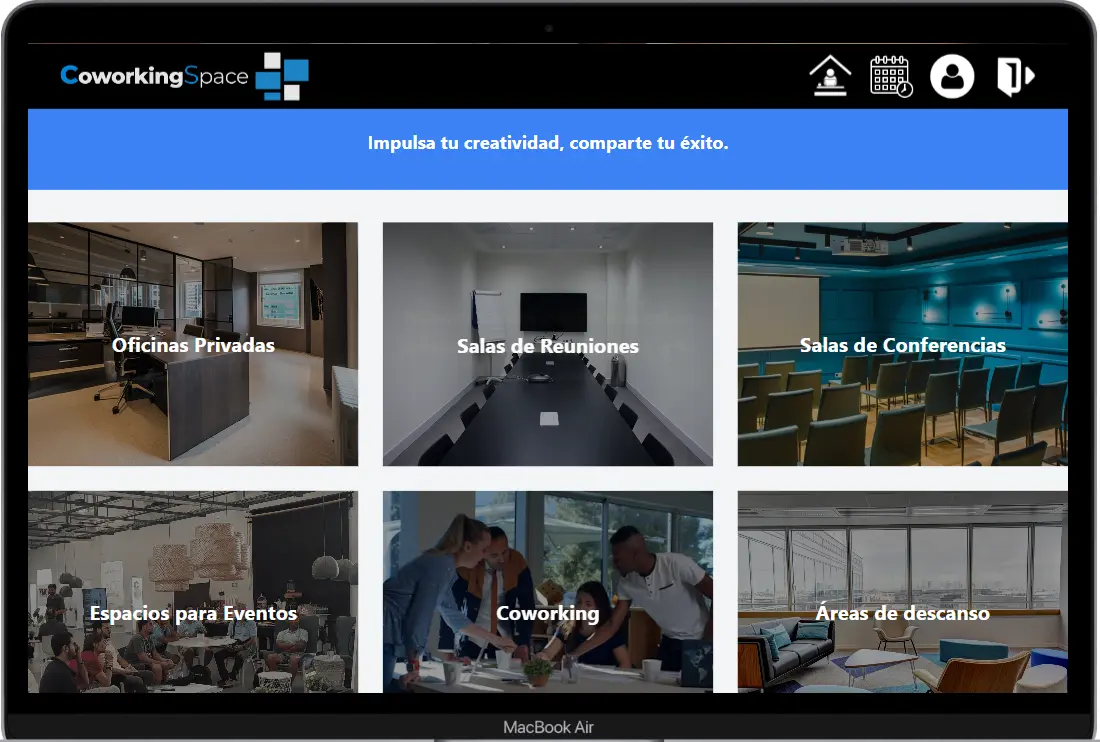 CoworkingSpace
Impulsa tu creatividad, comparte tu éxito.
Oficinas Privadas
Salas de Reuniones
Salas de Conferencias
Espacios para Eventos
Coworking
Áreas de descanso
MacBook Air